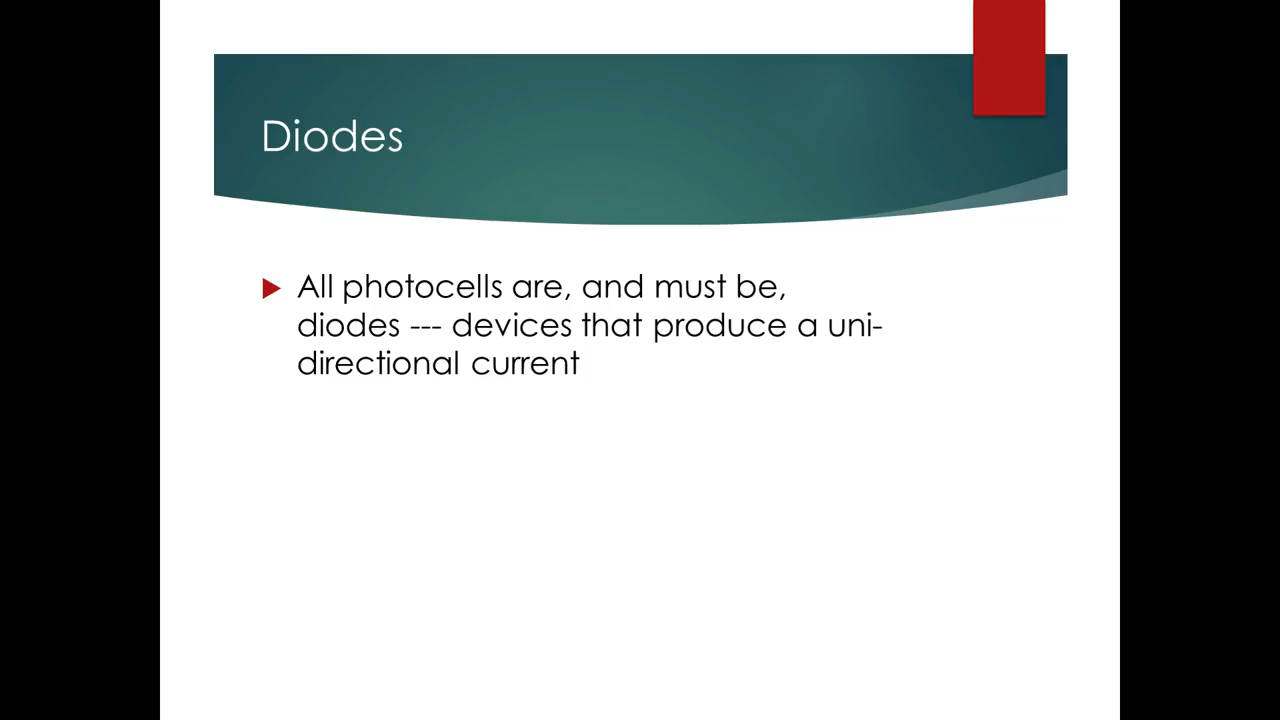 Diodes
All photocells are, and must be,
diodes --- devices that produce a uni-
directional current